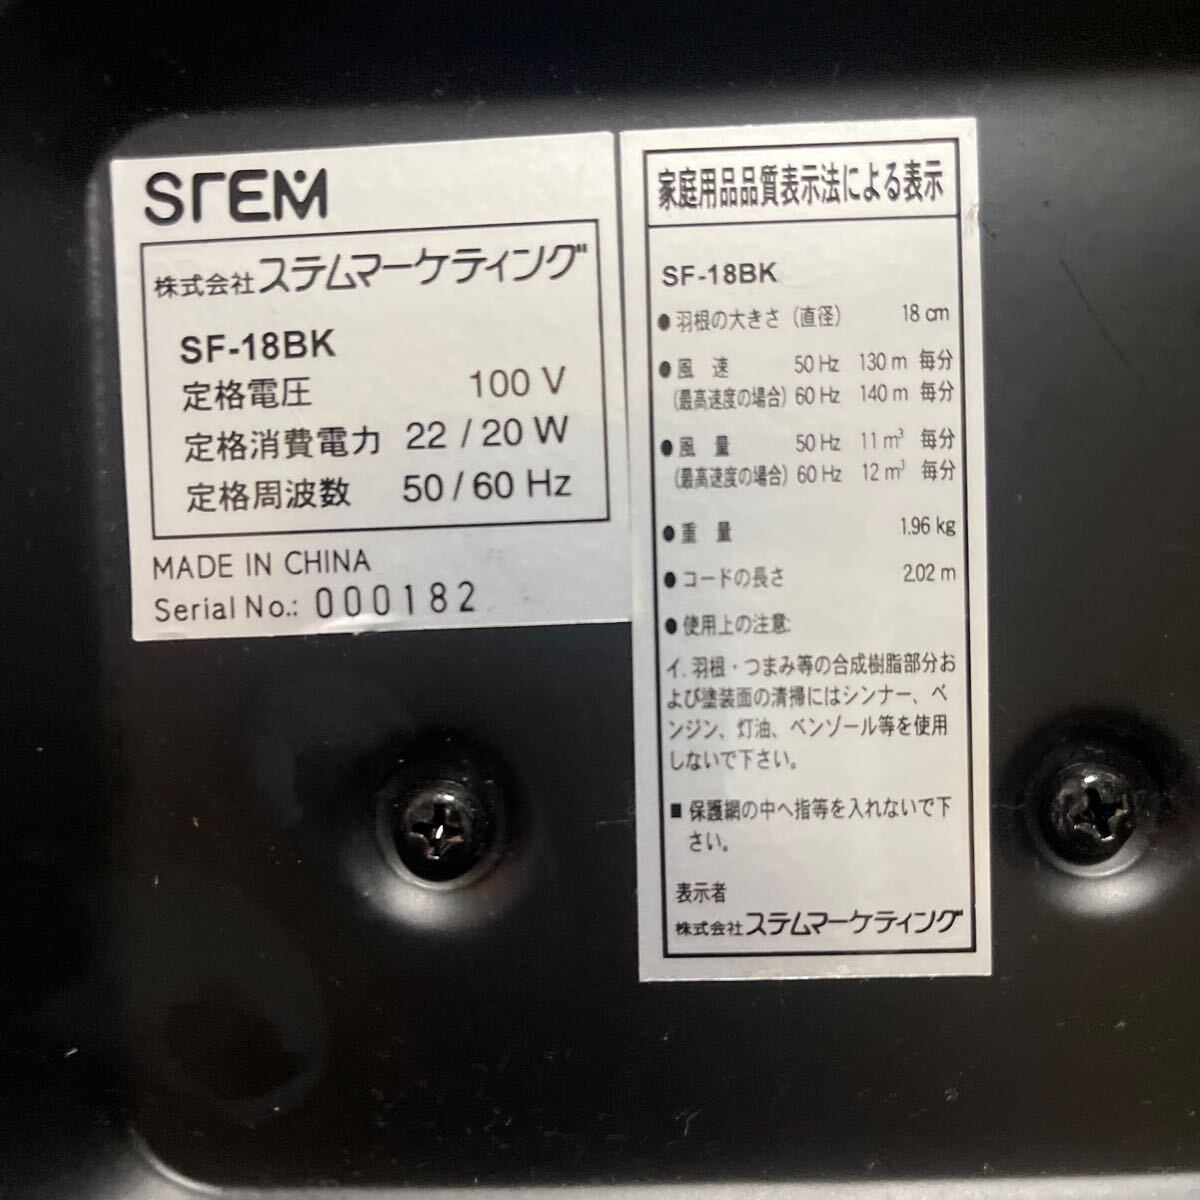 STEM
株式会社ステムマーケティング
SF-18BK
定格電圧 100 V
定格消費電力 22 / 20 W
定格周波数 50 / 60 Hz
MADE IN CHINA
Serial No.: 000182
家庭用品品質表示法による表示
SF-18BK
●羽根の大きさ（直径） 18 cm
●風 速 50 Hz 130 m 毎分
（最高速度の場合）60 Hz 140 m 毎分
●風 量 50 Hz 11 m³ 毎分
（最高速度の場合）60 Hz 12 m³ 毎分
●重 量 1.96 kg
●コードの長さ 2.02 m
●使用上の注意:
イ. 羽根・つまみ等の合成樹脂部分お
よび塗装面の清掃にはシンナー、ベ
ンジン、灯油、ベンゾール等を使用
しないで下さい。
■ 保護網の中へ指等を入れないで下
さい。
表示者
株式会社ステムマーケティング